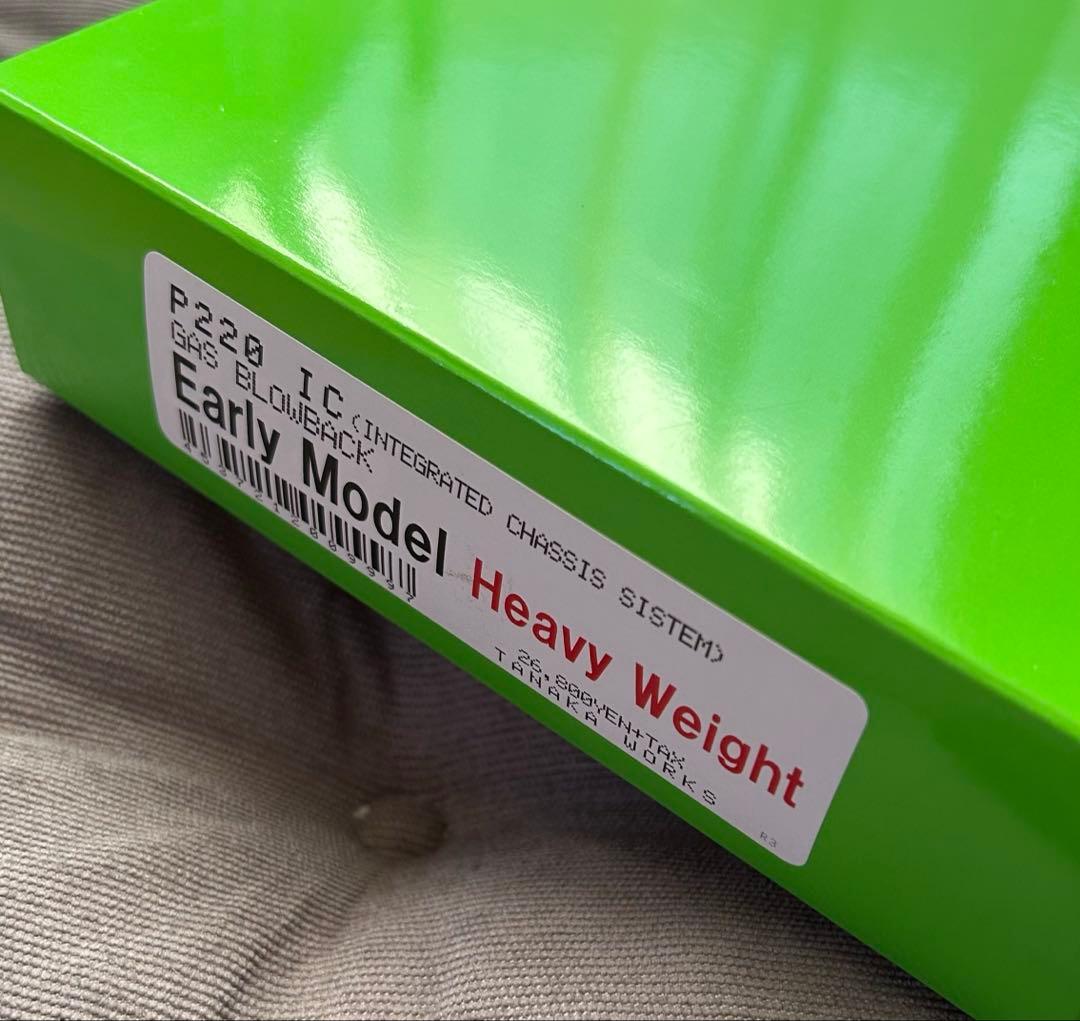 P220 IC (INTEGRATED CHASSIS SISTEM)
GAS BLOWBACK
Early Model Heavy Weight
26,800YEN+TAX
TANAKA WORKS
R3